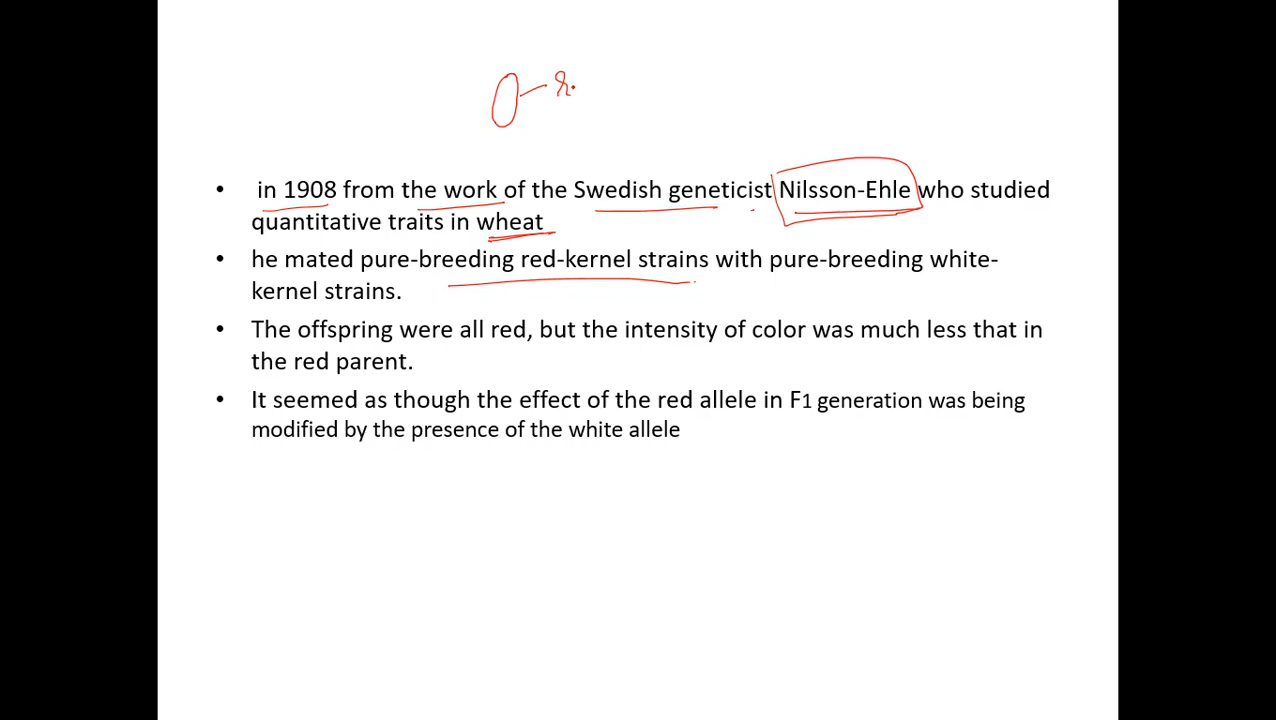 • in 1908 from the work of the Swedish geneticist Nilsson-Ehle who studied
quantitative traits in wheat
• he mated pure-breeding red-kernel strains with pure-breeding white-
kernel strains.
• The offspring were all red, but the intensity of color was much less that in
the red parent.
• It seemed as though the effect of the red allele in F1 generation was being
modified by the presence of the white allele